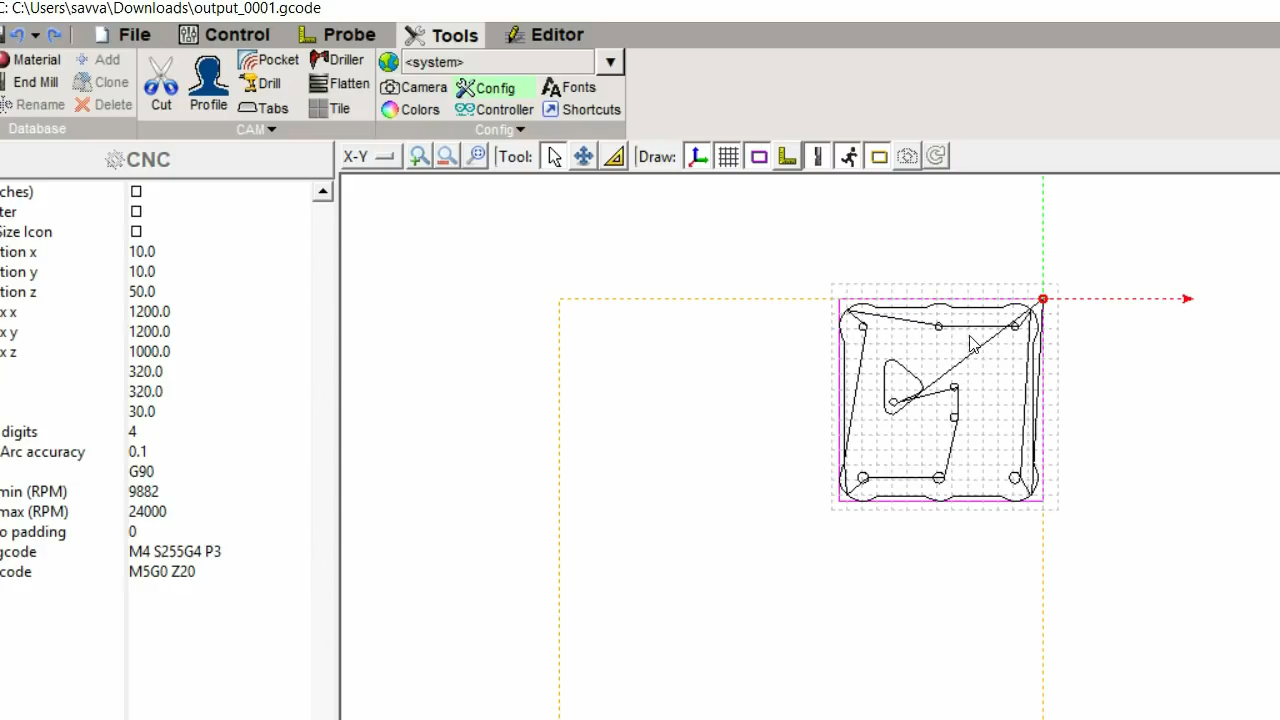 C: C:\Users\savva\Downloads\output_0001.gcode
File Control Probe Tools Editor
Material Add Pocket Driller <system>
End Mill Clone Drill Flatten Camera Config Fonts
Rename Delete Cut Profile Tabs Tile Colors Controller Shortcuts
Database CAM Config
CNC X-Y [Tool: [Draw:
ches)
ter
Size Icon
tion x 10.0
tion y 10.0
tion z 50.0
x x 1200.0
x y 1200.0
x z 1000.0
320.0
320.0
30.0
digits 4
Arc accuracy 0.1
G90
min (RPM) 9882
max (RPM) 24000
o padding 0
gcode M4 S255G4 P3
code M5G0 Z20